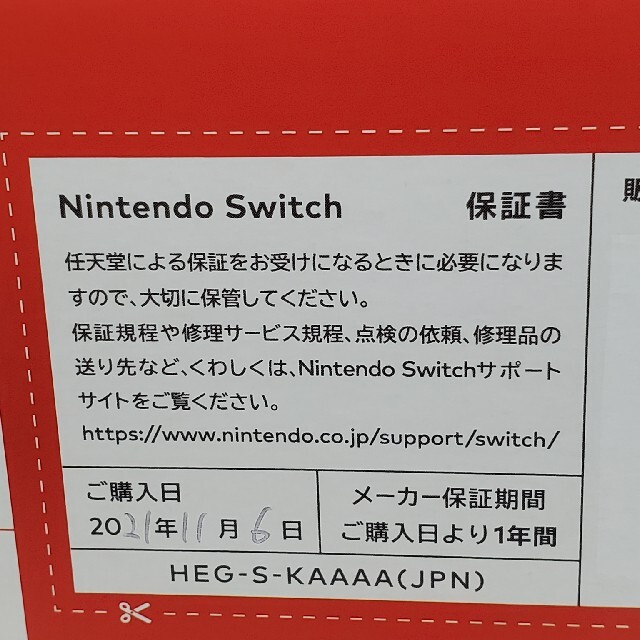 Nintendo Switch 保証書
任天堂による保証をお受けになるときに必要になりま
すので、大切に保管してください。
保証規程や修理サービス規程、点検の依頼、修理品の
送り先など、くわしくは、Nintendo Switchサポート
サイトをご覧ください。
https://www.nintendo.co.jp/support/switch/
ご購入日
2021年11月6日
メーカー保証期間
ご購入日より1年間
HEG-S-KAAAA(JPN)
販